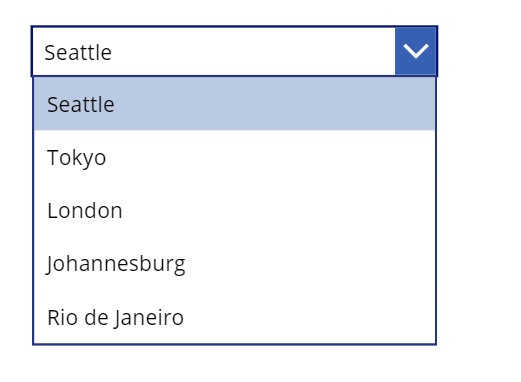 Seattle
Seattle
Tokyo
London
Johannesburg
Rio de Janeiro